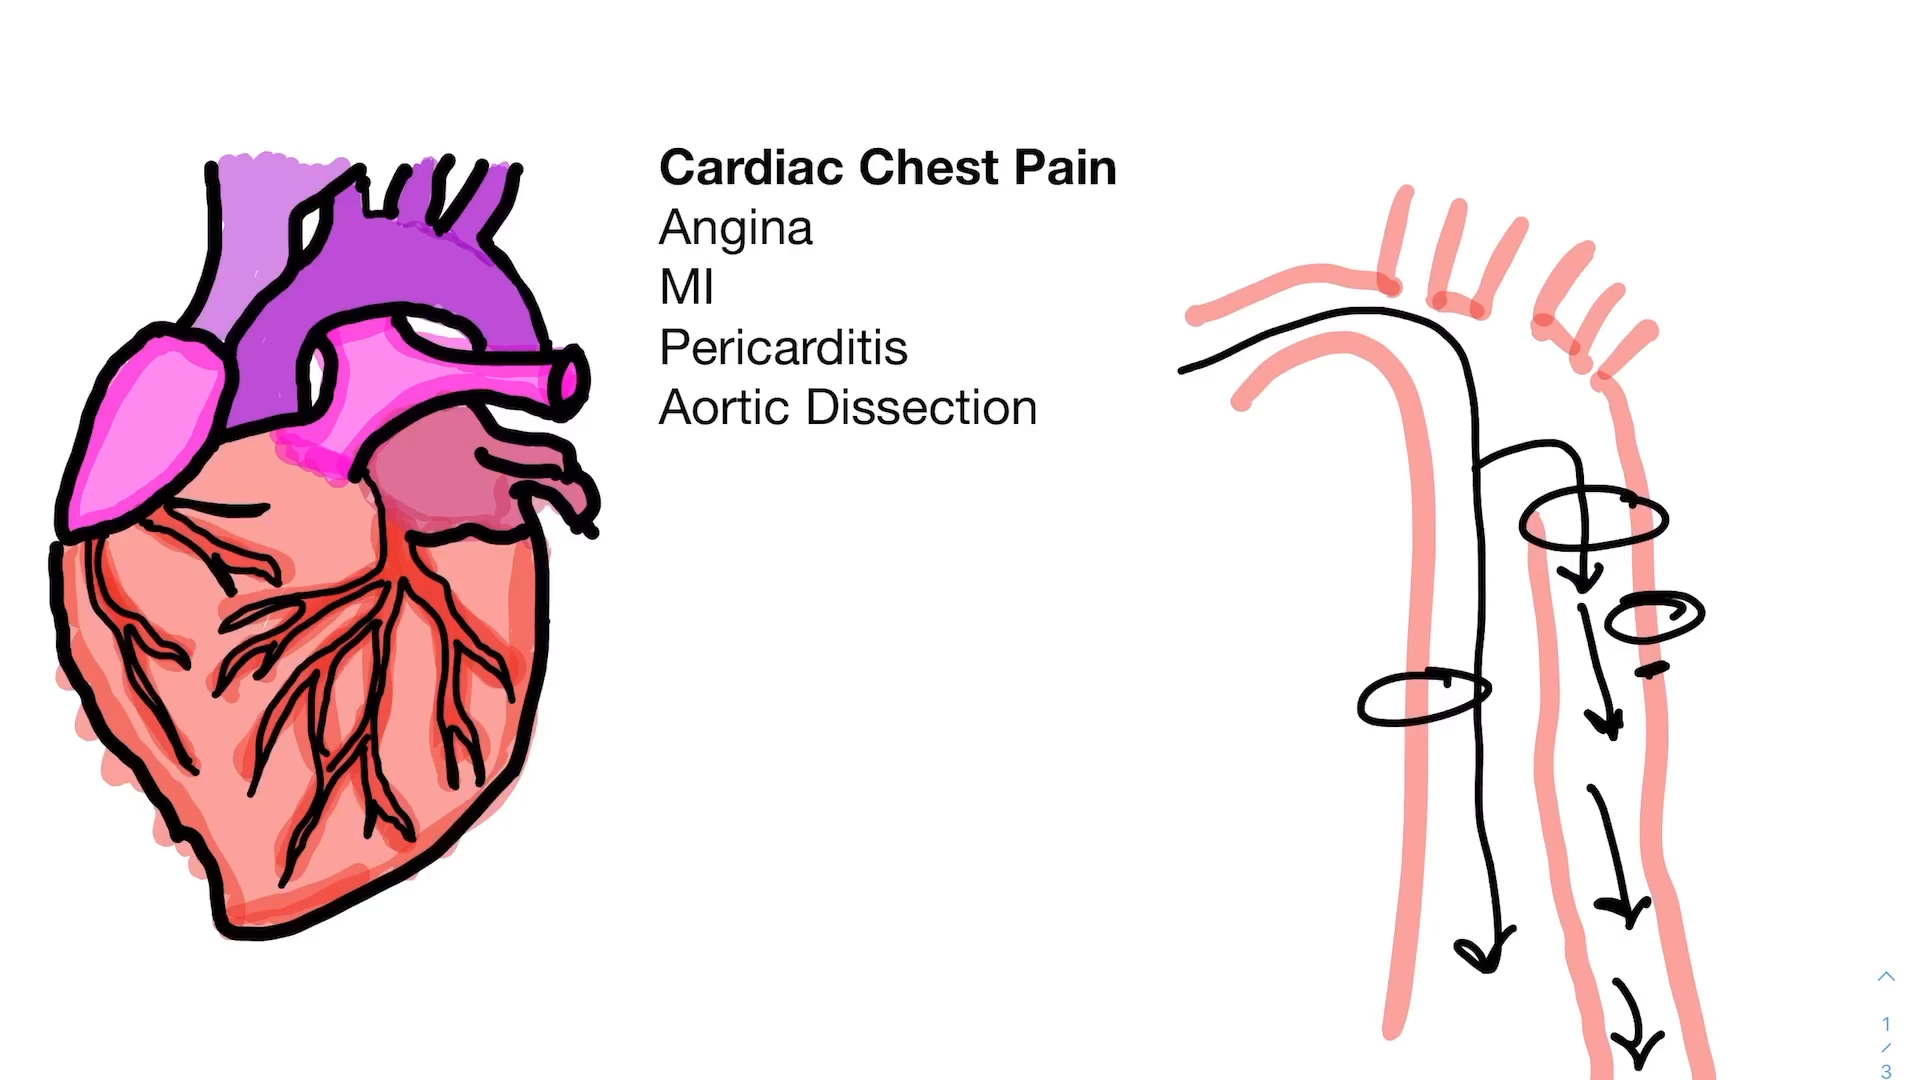 Cardiac Chest Pain
Angina
MI
Pericarditis
Aortic Dissection
1
/
3